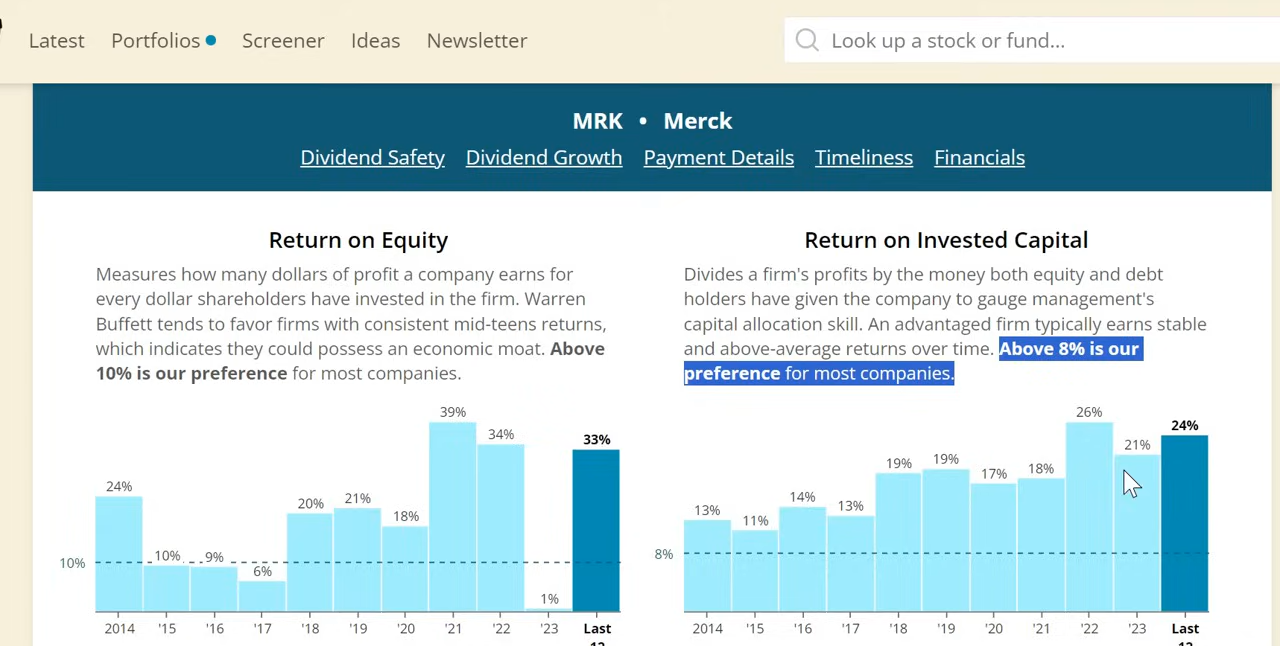 Latest Portfolios Screener Ideas Newsletter Look up a stock or fund...
MRK • Merck
Dividend Safety Dividend Growth Payment Details Timeliness Financials
Return on Equity
Measures how many dollars of profit a company earns for
every dollar shareholders have invested in the firm. Warren
Buffett tends to favor firms with consistent mid-teens returns,
which indicates they could possess an economic moat. Above
10% is our preference for most companies.
39%
34%
33%
24%
20%
21%
18%
10%
9%
6%
1%
10%
2014 '15 '16 '17 '18 '19 '20 '21 '22 '23 Last
12
Return on Invested Capital
Divides a firm's profits by the money both equity and debt
holders have given the company to gauge management's
capital allocation skill. An advantaged firm typically earns stable
and above-average returns over time. Above 8% is our
preference for most companies.
26%
24%
21%
19%
19%
17%
18%
14%
13%
13%
11%
8%
2014 '15 '16 '17 '18 '19 '20 '21 '22 '23 Last
12